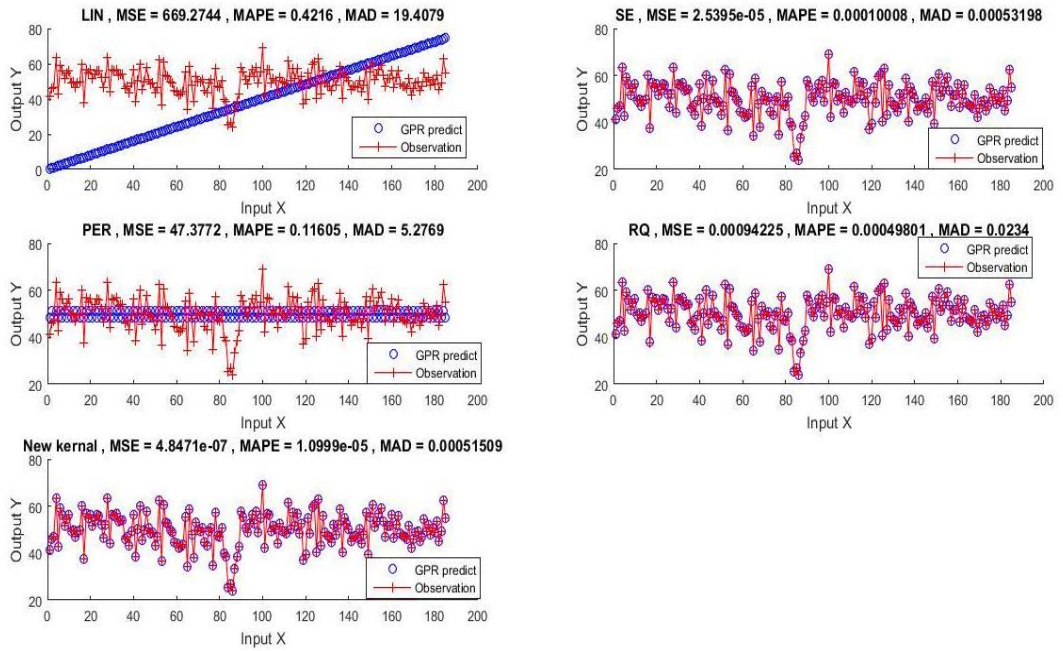 LIN , MSE = 669.2744 , MAPE = 0.4216 , MAD = 19.4079
80
60
40
20
0
Output Y
GPR predict
Observation
0 20 40 60 80 100 120 140 160 180 200
Input X
SE , MSE = 2.5395e-05 , MAPE = 0.00010008 , MAD = 0.00053198
80
60
40
20
Output Y
GPR predict
Observation
0 20 40 60 80 100 120 140 160 180 200
Input X
PER , MSE = 47.3772 , MAPE = 0.11605 , MAD = 5.2769
80
60
40
20
Output Y
GPR predict
Observation
0 20 40 60 80 100 120 140 160 180 200
Input X
RQ , MSE = 0.00094225 , MAPE = 0.00049801 , MAD = 0.0234
80
60
40
20
Output Y
GPR predict
Observation
0 20 40 60 80 100 120 140 160 180 200
Input X
New kernal , MSE = 4.8471e-07 , MAPE = 1.0999e-05 , MAD = 0.00051509
80
60
40
20
Output Y
GPR predict
Observation
0 20 40 60 80 100 120 140 160 180 200
Input X